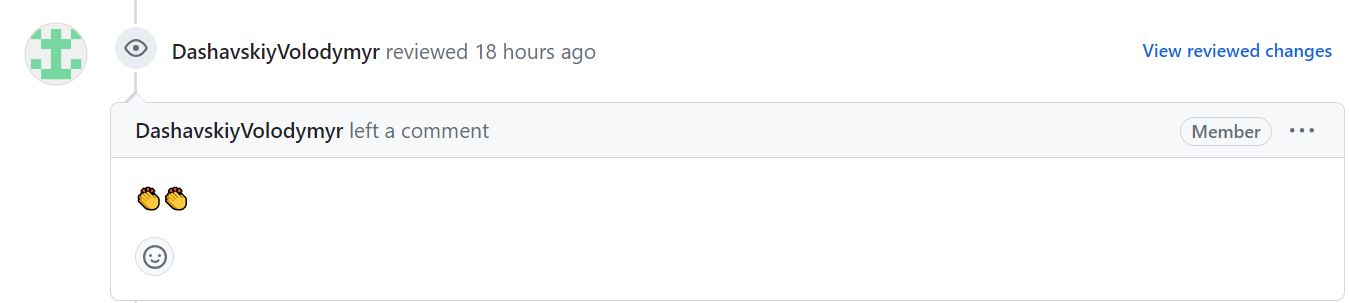 DashavskiyVolodymyr reviewed 18 hours ago View reviewed changes
DashavskiyVolodymyr left a comment Member
👏👏